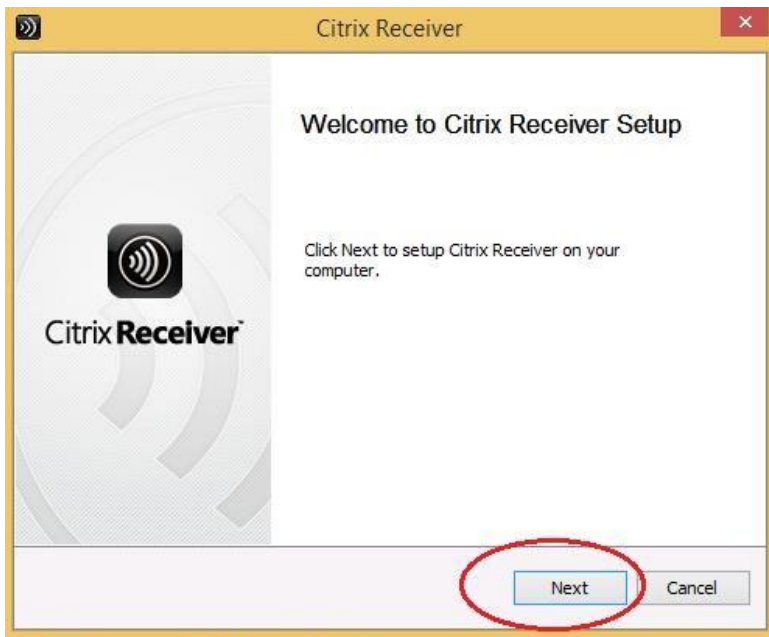 Citrix Receiver
Welcome to Citrix Receiver Setup
Click Next to setup Citrix Receiver on your
computer.
Citrix Receiver™
Next
Cancel